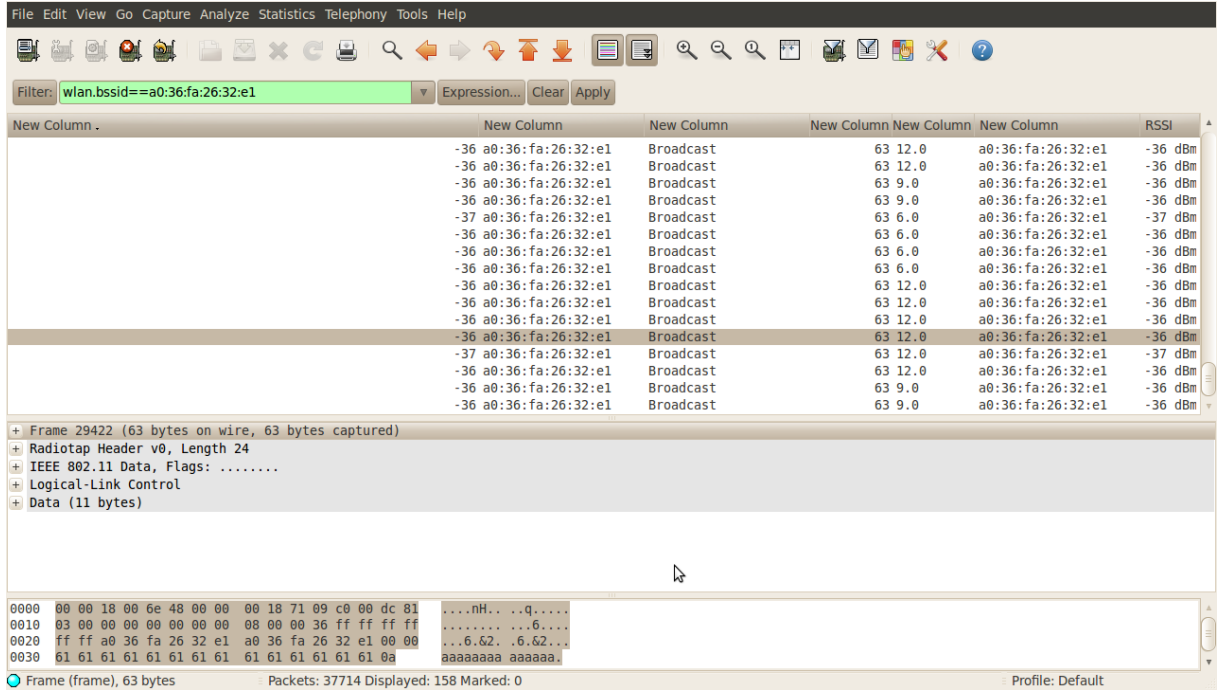 File Edit View Go Capture Analyze Statistics Telephony Tools Help
Filter: wlan.bssid==a0:36:fa:26:32:e1 Expression... Clear Apply
New Column New Column New Column New Column New Column New Column RSSI
-36 a0:36:fa:26:32:e1 Broadcast 63 12.0 a0:36:fa:26:32:e1 -36 dBm
-36 a0:36:fa:26:32:e1 Broadcast 63 12.0 a0:36:fa:26:32:e1 -36 dBm
-36 a0:36:fa:26:32:e1 Broadcast 63 9.0 a0:36:fa:26:32:e1 -36 dBm
-36 a0:36:fa:26:32:e1 Broadcast 63 9.0 a0:36:fa:26:32:e1 -36 dBm
-37 a0:36:fa:26:32:e1 Broadcast 63 6.0 a0:36:fa:26:32:e1 -37 dBm
-36 a0:36:fa:26:32:e1 Broadcast 63 6.0 a0:36:fa:26:32:e1 -36 dBm
-36 a0:36:fa:26:32:e1 Broadcast 63 6.0 a0:36:fa:26:32:e1 -36 dBm
-36 a0:36:fa:26:32:e1 Broadcast 63 6.0 a0:36:fa:26:32:e1 -36 dBm
-36 a0:36:fa:26:32:e1 Broadcast 63 12.0 a0:36:fa:26:32:e1 -36 dBm
-36 a0:36:fa:26:32:e1 Broadcast 63 12.0 a0:36:fa:26:32:e1 -36 dBm
-36 a0:36:fa:26:32:e1 Broadcast 63 12.0 a0:36:fa:26:32:e1 -36 dBm
-36 a0:36:fa:26:32:e1 Broadcast 63 12.0 a0:36:fa:26:32:e1 -36 dBm
-37 a0:36:fa:26:32:e1 Broadcast 63 12.0 a0:36:fa:26:32:e1 -37 dBm
-36 a0:36:fa:26:32:e1 Broadcast 63 12.0 a0:36:fa:26:32:e1 -36 dBm
-36 a0:36:fa:26:32:e1 Broadcast 63 9.0 a0:36:fa:26:32:e1 -36 dBm
-36 a0:36:fa:26:32:e1 Broadcast 63 9.0 a0:36:fa:26:32:e1 -36 dBm
+ Frame 29422 (63 bytes on wire, 63 bytes captured)
+ Radiotap Header v0, Length 24
+ IEEE 802.11 Data, Flags: ........
+ Logical-Link Control
+ Data (11 bytes)
0000 00 00 18 00 6e 48 00 00 00 18 71 09 c0 00 dc 81 ....nH.. ..q.....
0010 03 00 00 00 00 00 00 00 08 00 00 36 ff ff ff ff ........ ...6....
0020 ff ff a0 36 fa 26 32 e1 a0 36 fa 26 32 e1 00 00 ...6.&2. .6.&2...
0030 61 61 61 61 61 61 61 61 61 61 61 61 61 61 0a aaaaaaaa aaaaaa.
Frame (frame), 63 bytes Packets: 37714 Displayed: 158 Marked: 0 Profile: Default